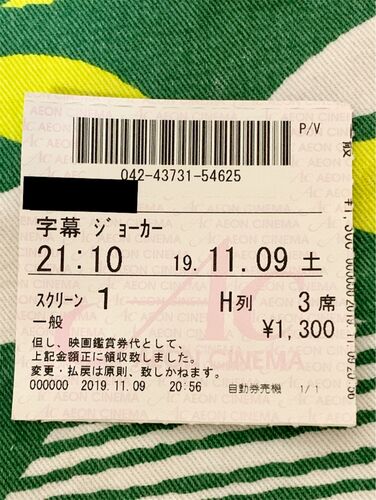 P/V
042-43731-54625
字幕 ジョーカー
21:10 19.11.09 土
スクリーン 1 H列 3席
一般 ¥1,300
但し、映画鑑賞券代として、
上記金額正に領収致しました。
変更・払戻は原則、致しかねます。
000000 2019.11.09 20:56 自動券売機 1/1
AEON CINEMA